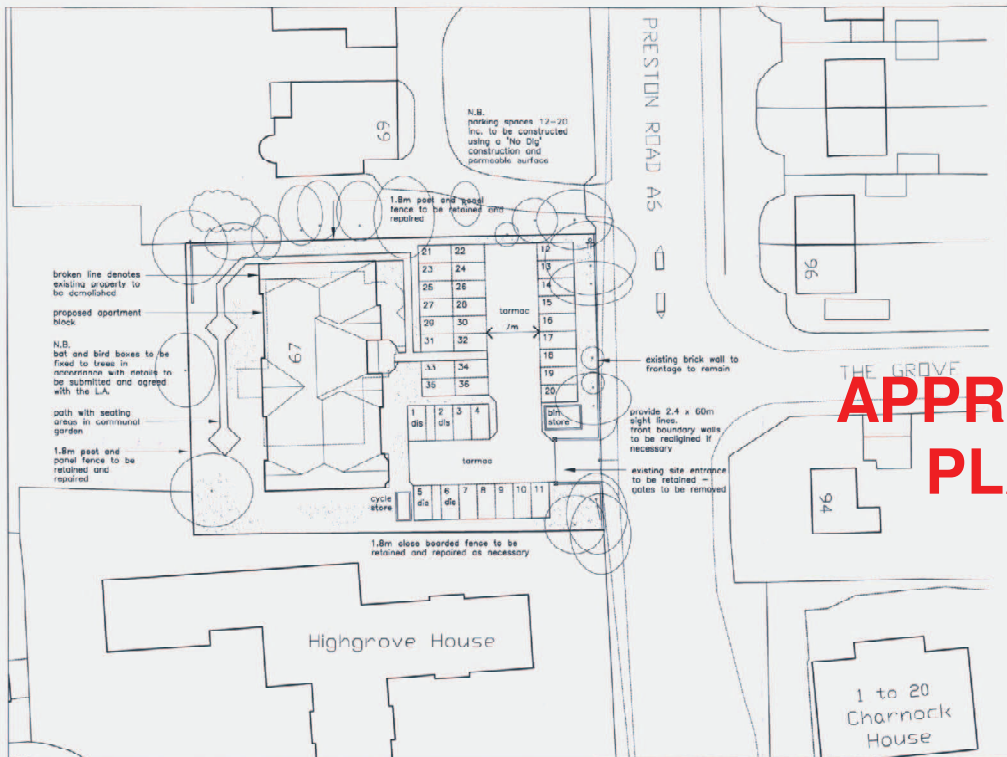 N.B.
parking spaces 12-20
inc. to be constructed
using a 'No Dig'
construction and
permeable surface
PRESTON ROAD A6
69
96
1.8m post and panel
fence to be retained and
repaired
broken line denotes
existing property to
be demolished
proposed apartment
block
N.B.
bat and bird boxes to be
fixed to trees in
accordance with details to
be submitted and agreed
with the L.A.
path with seating
areas in communal
garden
1.8m post and
panel fence to be
retained and
repaired
67
21 22
23 24
25 26
27 28
29 30
31 32
33 34
35 36
tarmac
7m
12
13
14
15
16
17
18
19
20
bin
store
1 2 3 4
dis dis
tarmac
cycle
store
5 6 7 8 9 10 11
dis dis
existing brick wall to
frontage to remain
THE GROVE
provide 2.4 x 60m
sight lines.
front boundary walls
to be realigned if
necessary
existing site entrance
to be retained -
gates to be removed
APPR
PL
94
1.8m close boarded fence to be
retained and repaired as necessary
Highgrove House
1 to 20
Charnock
House